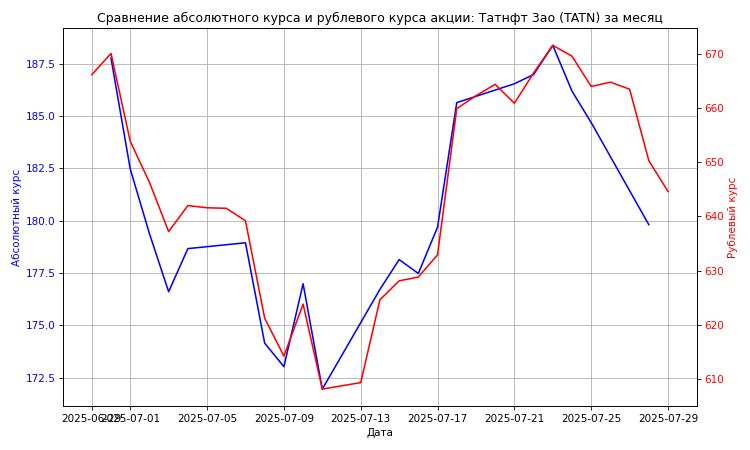 Сравнение абсолютного курса и рублевого курса акции: Татнфт 3ао (TATN) за месяц
Абсолютный курс
187.5
185.0
182.5
180.0
177.5
175.0
172.5
670
660
650
640
630
620
610
Рублевый курс
2025-06-29 2025-07-01 2025-07-05 2025-07-09 2025-07-13 2025-07-17 2025-07-21 2025-07-25 2025-07-29
Дата